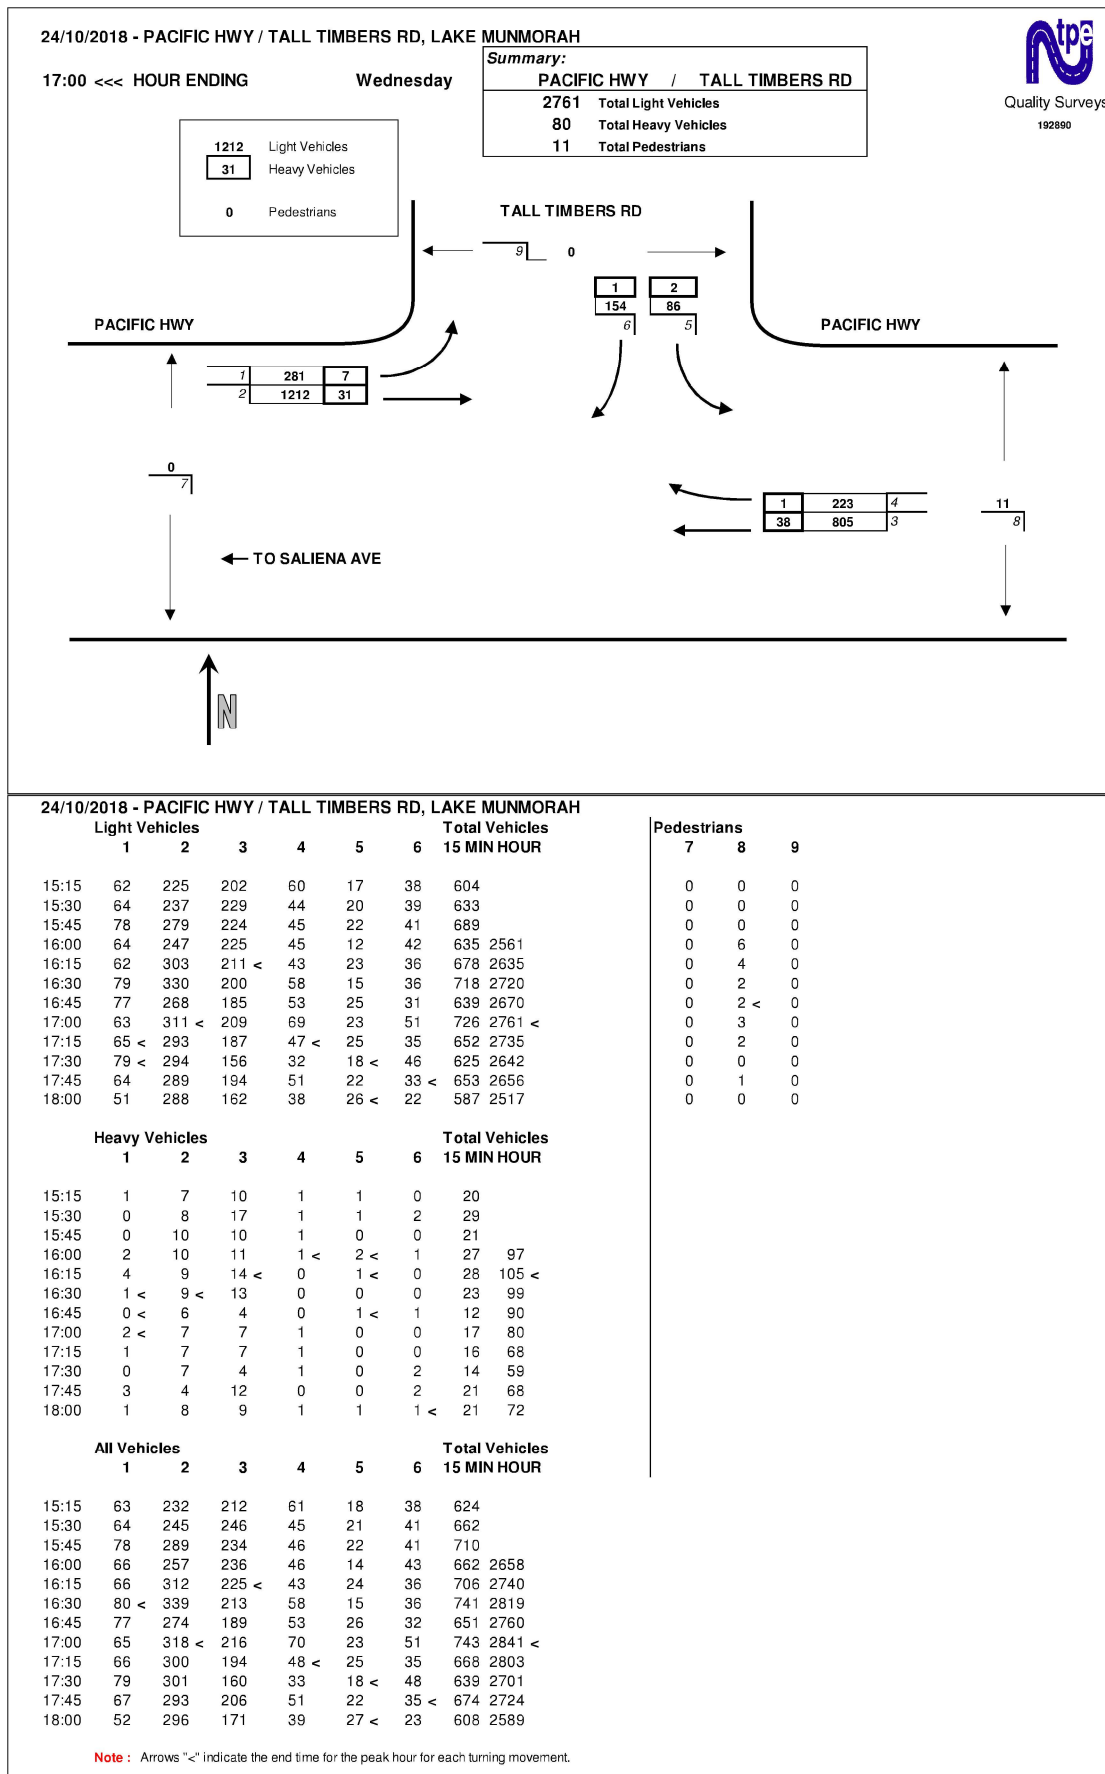 24/10/2018 - PACIFIC HWY / TALL TIMBERS RD, LAKE MUNMORAH
17:00 <<< HOUR ENDING Wednesday
Summary:
PACIFIC HWY / TALL TIMBERS RD
2761 Total Light Vehicles
80 Total Heavy Vehicles
11 Total Pedestrians
tpe
Quality Surveys
192890
1212 Light Vehicles
31 Heavy Vehicles
0 Pedestrians
TALL TIMBERS RD
9 0
1 2
154 86
6 5
PACIFIC HWY
PACIFIC HWY
1 281 7
2 1212 31
0
7
1 223 4
38 805 3
11
8
TO SALIENA AVE
N
24/10/2018 - PACIFIC HWY / TALL TIMBERS RD, LAKE MUNMORAH
Light Vehicles Total Vehicles Pedestrians
1 2 3 4 5 6 15 MIN HOUR 7 8 9
15:15 62 225 202 60 17 38 604 0 0 0
15:30 64 237 229 44 20 39 633 0 0 0
15:45 78 279 224 45 22 41 689 0 0 0
16:00 64 247 225 45 12 42 635 2561 0 6 0
16:15 62 303 211 < 43 23 36 678 2635 0 4 0
16:30 79 330 200 58 15 36 718 2720 0 2 0
16:45 77 268 185 53 25 31 639 2670 0 2 < 0
17:00 63 311 < 209 69 23 51 726 2761 < 0 3 0
17:15 65 < 293 187 47 < 25 35 652 2735 0 2 0
17:30 79 < 294 156 32 18 < 46 625 2642 0 0 0
17:45 64 289 194 51 22 33 < 653 2656 0 1 0
18:00 51 288 162 38 26 < 22 587 2517 0 0 0
Heavy Vehicles Total Vehicles
1 2 3 4 5 6 15 MIN HOUR
15:15 1 7 10 1 1 0 20
15:30 0 8 17 1 1 2 29
15:45 0 10 10 1 0 0 21
16:00 2 10 11 1 < 2 < 1 27 97
16:15 4 9 14 < 0 1 < 0 28 105 <
16:30 1 < 9 < 13 0 0 0 23 99
16:45 0 < 6 4 0 1 < 1 12 90
17:00 2 < 7 7 1 0 0 17 80
17:15 1 7 7 1 0 0 16 68
17:30 0 7 4 1 0 2 14 59
17:45 3 4 12 0 0 2 21 68
18:00 1 8 9 1 1 1 < 21 72
All Vehicles Total Vehicles
1 2 3 4 5 6 15 MIN HOUR
15:15 63 232 212 61 18 38 624
15:30 64 245 246 45 21 41 662
15:45 78 289 234 46 22 41 710
16:00 66 257 236 46 14 43 662 2658
16:15 66 312 225 < 43 24 36 706 2740
16:30 80 < 339 213 58 15 36 741 2819
16:45 77 274 189 53 26 32 651 2760
17:00 65 318 < 216 70 23 51 743 2841 <
17:15 66 300 194 48 < 25 35 668 2803
17:30 79 301 160 33 18 < 48 639 2701
17:45 67 293 206 51 22 35 < 674 2724
18:00 52 296 171 39 27 < 23 608 2589
Note : Arrows "<" indicate the end time for the peak hour for each turning movement.